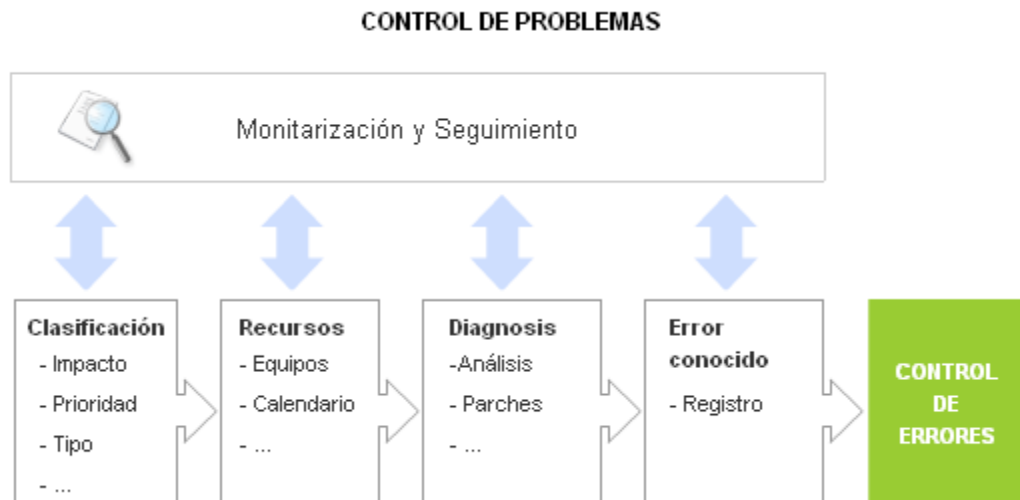 CONTROL DE PROBLEMAS
Monitarización y Seguimiento
Clasificación
- Impacto
- Prioridad
- Tipo
- ...
Recursos
- Equipos
- Calendario
- ...
Diagnosis
-Análisis
- Parches
- ...
Error
conocido
- Registro
CONTROL
DE
ERRORES